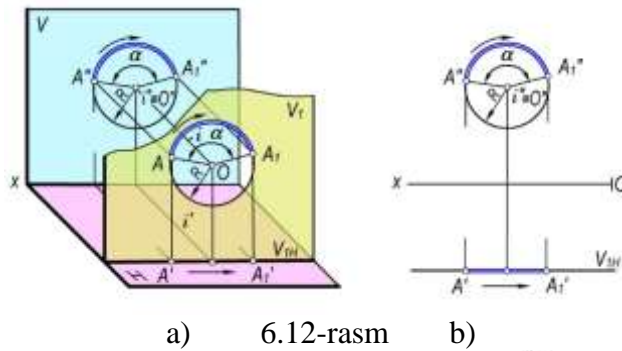 V
α
A" A₁"
R i"≡O"
V₁
i α
A A₁
R O
X
i'
V₁H
H A' A₁'
α
A" A₁"
R i"≡O"
X
V₁H
A' A₁'
a) 6.12-rasm b)